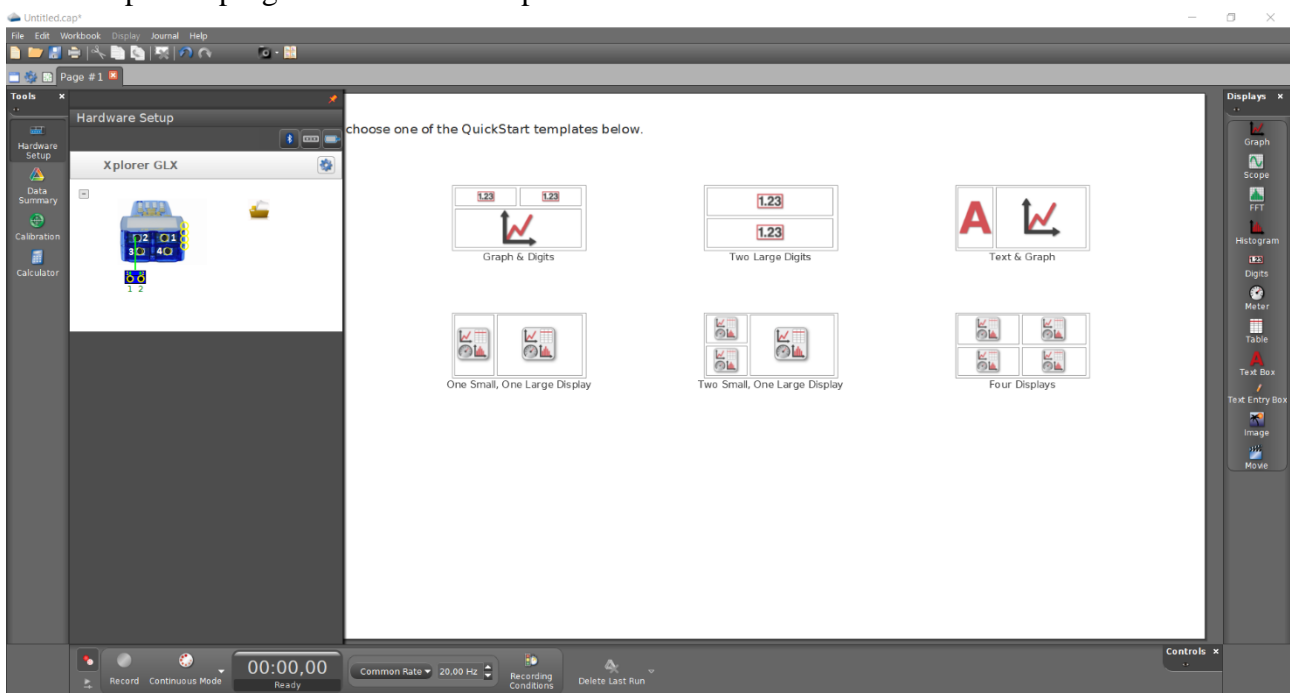 Untitled.cap*
File Edit Workbook Display Journal Help
Page #1
Tools
Hardware Setup
Data Summary
Calibration
Calculator
Hardware Setup
Xplorer GLX
2 1
3 4
1 2
choose one of the QuickStart templates below.
1.23 1.23
Graph & Digits
1.23
1.23
Two Large Digits
A
Text & Graph
One Small, One Large Display
Two Small, One Large Display
Four Displays
Displays
Graph
Scope
FFT
Histogram
1.23
Digits
Meter
Table
A
Text Box
Text Entry Box
Image
Movie
Record Continuous Mode
00:00,00
Ready
Common Rate 20.00 Hz
Recording Conditions
Delete Last Run
Controls